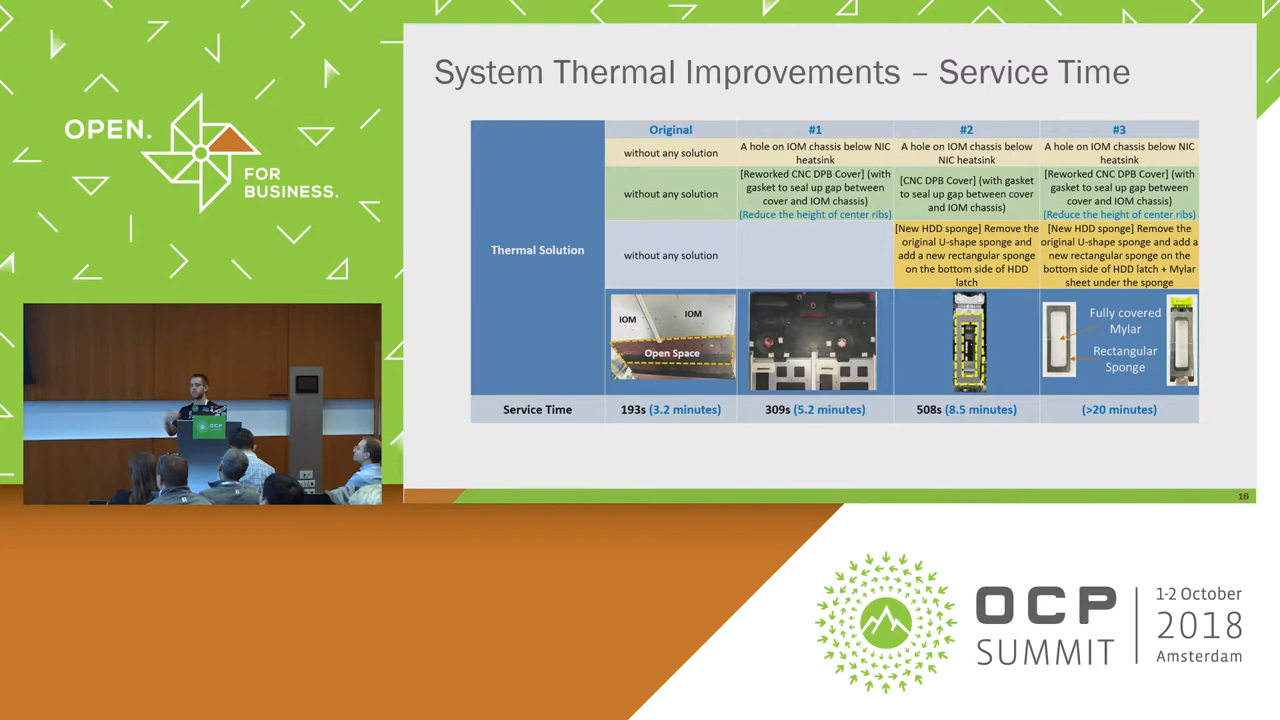 OPEN.
FOR
BUSINESS.
System Thermal Improvements – Service Time
Original
#1
#2
#3
Thermal Solution
without any solution
A hole on IOM chassis below NIC
heatsink
A hole on IOM chassis below
NIC heatsink
A hole on IOM chassis below NIC
heatsink
without any solution
[Reworked CNC DPB Cover] (with
gasket to seal up gap between
cover and IOM chassis)
(Reduce the height of center ribs)
[CNC DPB Cover] (with gasket
to seal up gap between cover
and IOM chassis)
[Reworked CNC DPB Cover] (with
gasket to seal up gap between
cover and IOM chassis)
(Reduce the height of center ribs)
without any solution
[New HDD sponge] Remove the
original U-shape sponge and
add a new rectangular sponge
on the bottom side of HDD
latch
[New HDD sponge] Remove the
original U-shape sponge and add a
new rectangular sponge on the
bottom side of HDD latch + Mylar
sheet under the sponge
IOM
IOM
Open Space
Fully covered
Mylar
Rectangular
Sponge
Service Time
193s (3.2 minutes)
309s (5.2 minutes)
508s (8.5 minutes)
(>20 minutes)
16
OCP
OCP
SUMMIT
1-2 October
2018
Amsterdam